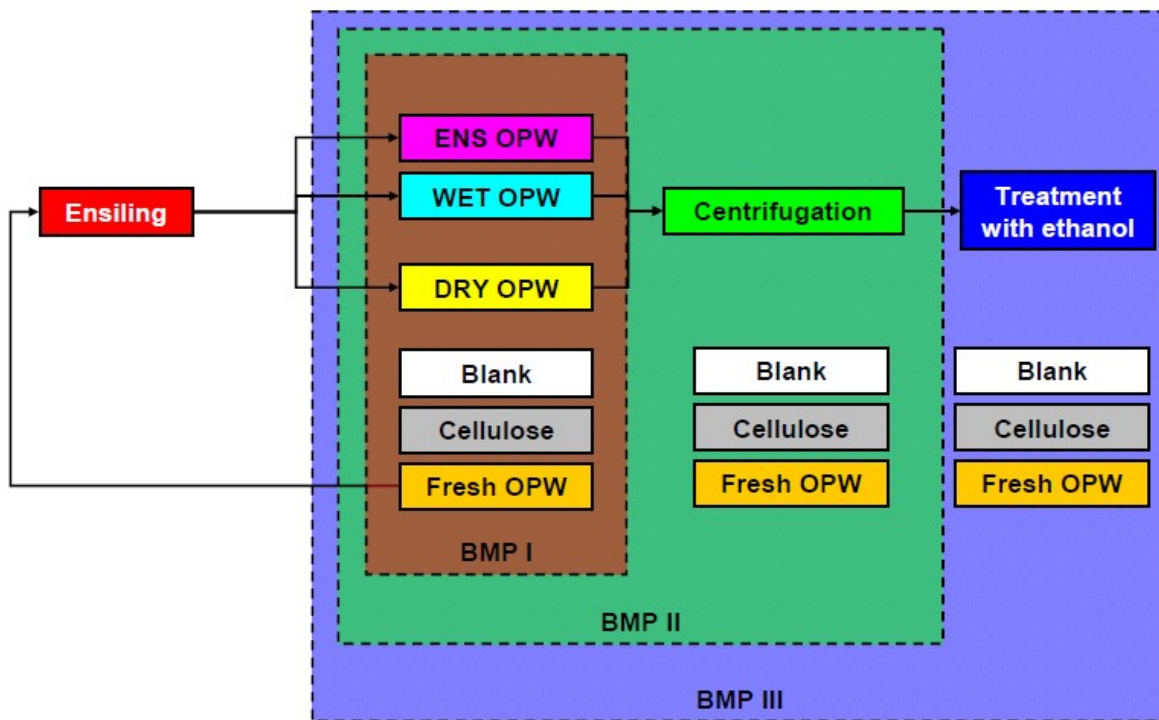 ENS OPW
WET OPW
Ensiling
Centrifugation
Treatment
with ethanol
DRY OPW
Blank
Blank
Blank
Cellulose
Cellulose
Cellulose
Fresh OPW
Fresh OPW
Fresh OPW
BMP I
BMP II
BMP III